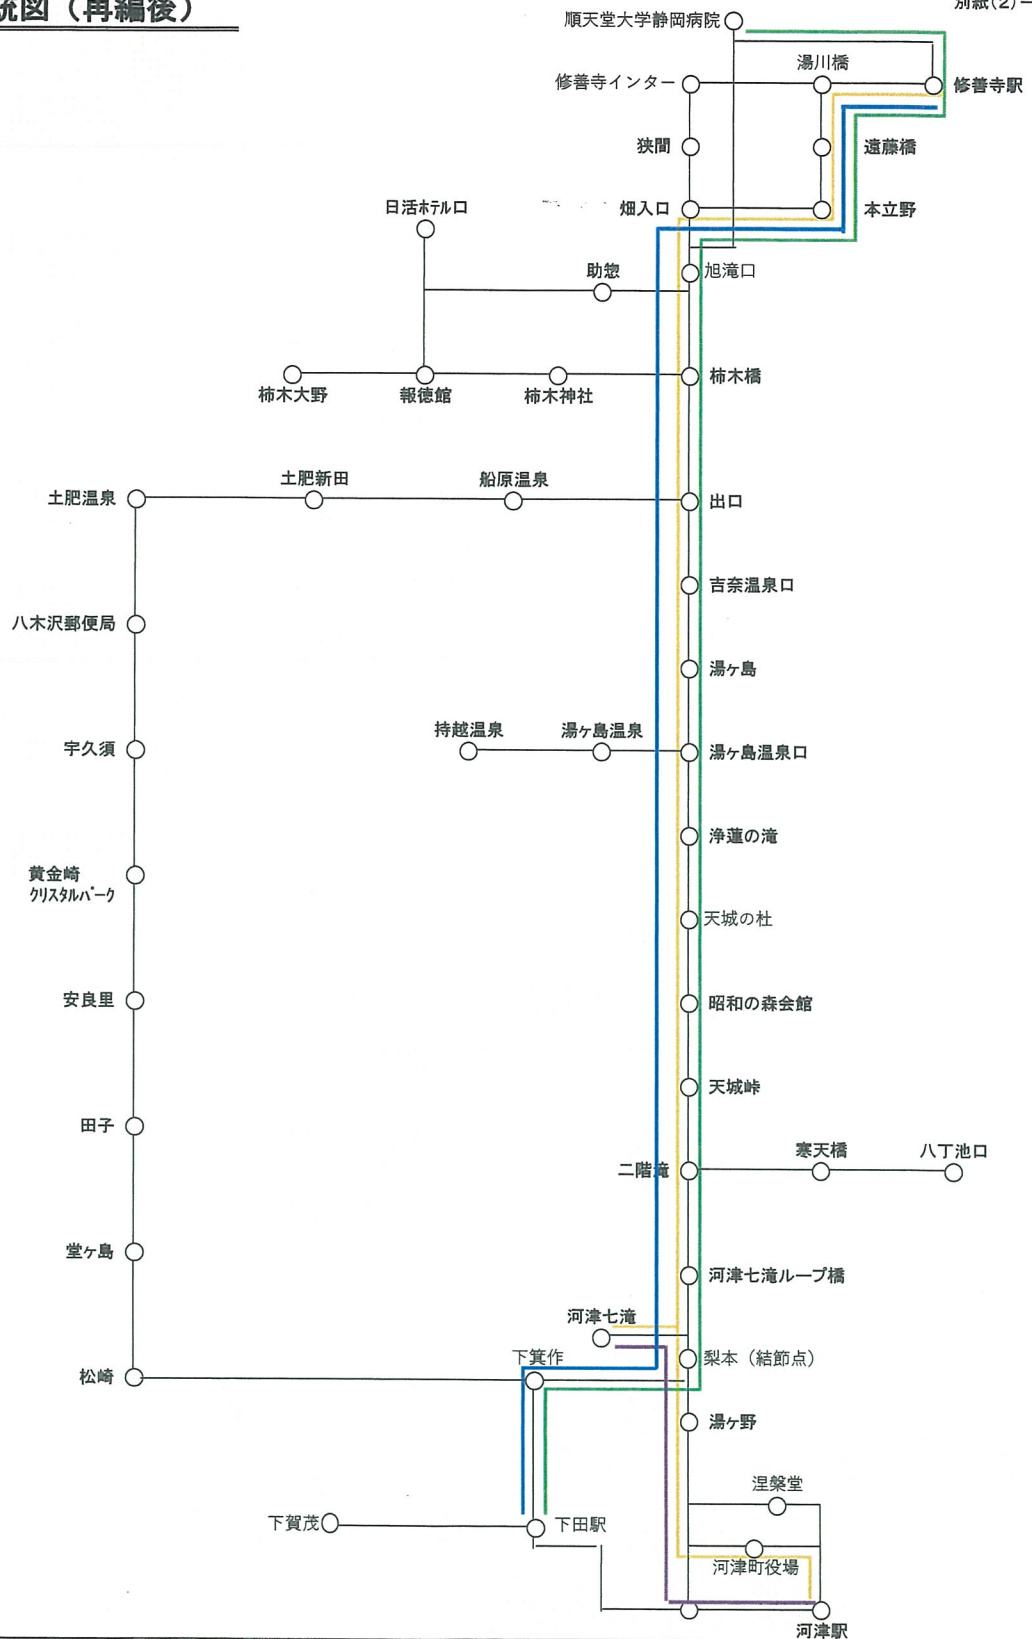 統図（再編後）
別紙(2)－
順天堂大学静岡病院
湯川橋
修善寺インター
修善寺駅
狭間
遠藤橋
日活ホテル口
畑入口
本立野
助惣
旭滝口
柿木大野
報徳館
柿木神社
柿木橋
土肥温泉
土肥新田
船原温泉
出口
吉奈温泉口
八木沢郵便局
湯ヶ島
持越温泉
湯ヶ島温泉
宇久須
湯ヶ島温泉口
浄蓮の滝
黄金崎
クリスタルパーク
天城の杜
安良里
昭和の森会館
天城峠
田子
二階滝
寒天橋
八丁池口
堂ヶ島
河津七滝ループ橋
河津七滝
下箕作
梨本（結節点）
松崎
湯ヶ野
涅槃堂
下賀茂
下田駅
河津町役場
河津駅